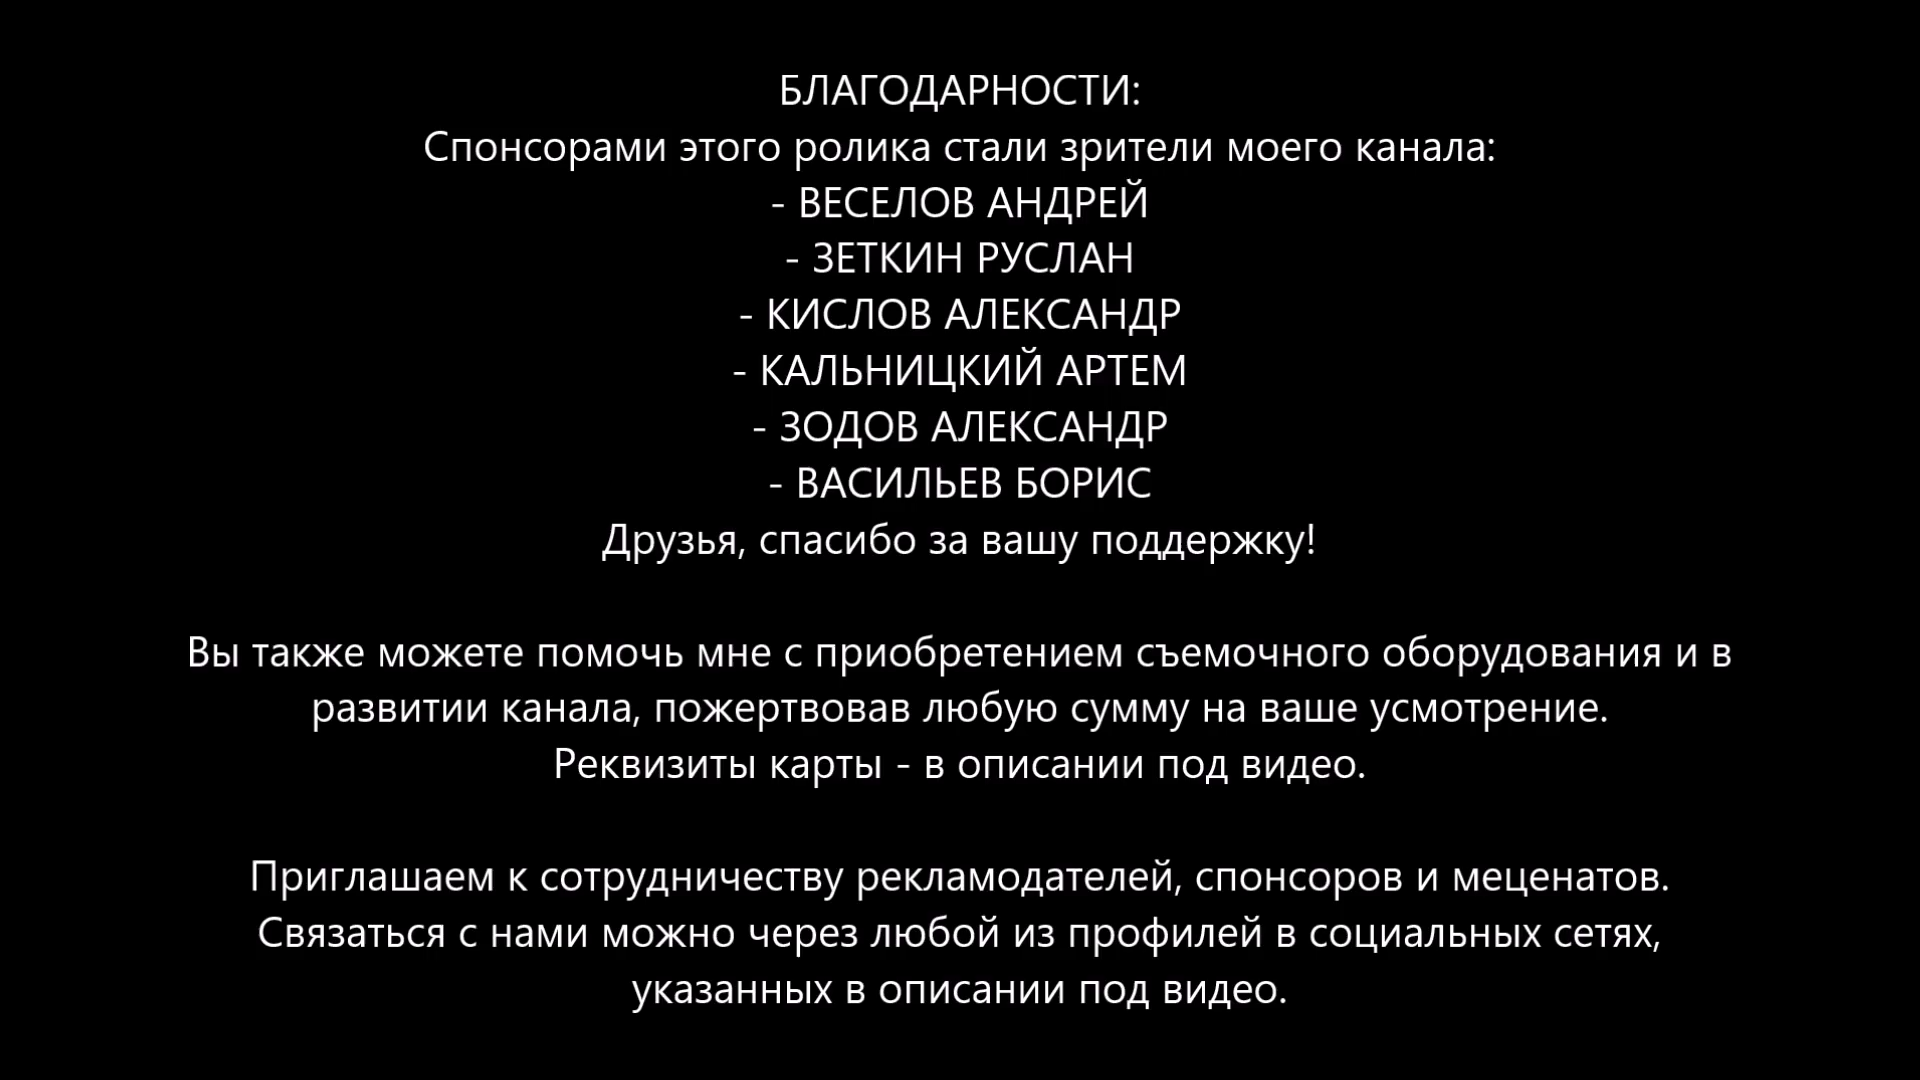 БЛАГОДАРНОСТИ:
Спонсорами этого ролика стали зрители моего канала:
- ВЕСЕЛОВ АНДРЕЙ
- ЗЕТКИН РУСЛАН
- КИСЛОВ АЛЕКСАНДР
- КАЛЬНИЦКИЙ АРТЕМ
- ЗОДОВ АЛЕКСАНДР
- ВАСИЛЬЕВ БОРИС
Друзья, спасибо за вашу поддержку!
Вы также можете помочь мне с приобретением съемочного оборудования и в
развитии канала, пожертвовав любую сумму на ваше усмотрение.
Реквизиты карты - в описании под видео.
Приглашаем к сотрудничеству рекламодателей, спонсоров и меценатов.
Связаться с нами можно через любой из профилей в социальных сетях,
указанных в описании под видео.